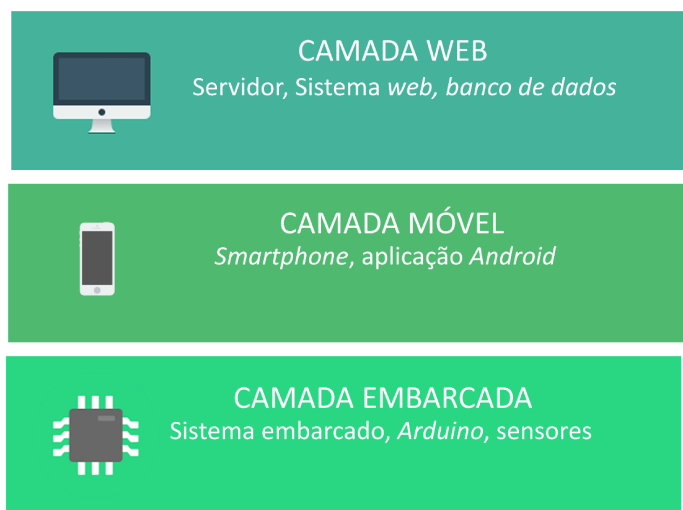 CAMADA WEB
Servidor, Sistema web, banco de dados
CAMADA MÓVEL
Smartphone, aplicação Android
CAMADA EMBARCADA
Sistema embarcado, Arduino, sensores